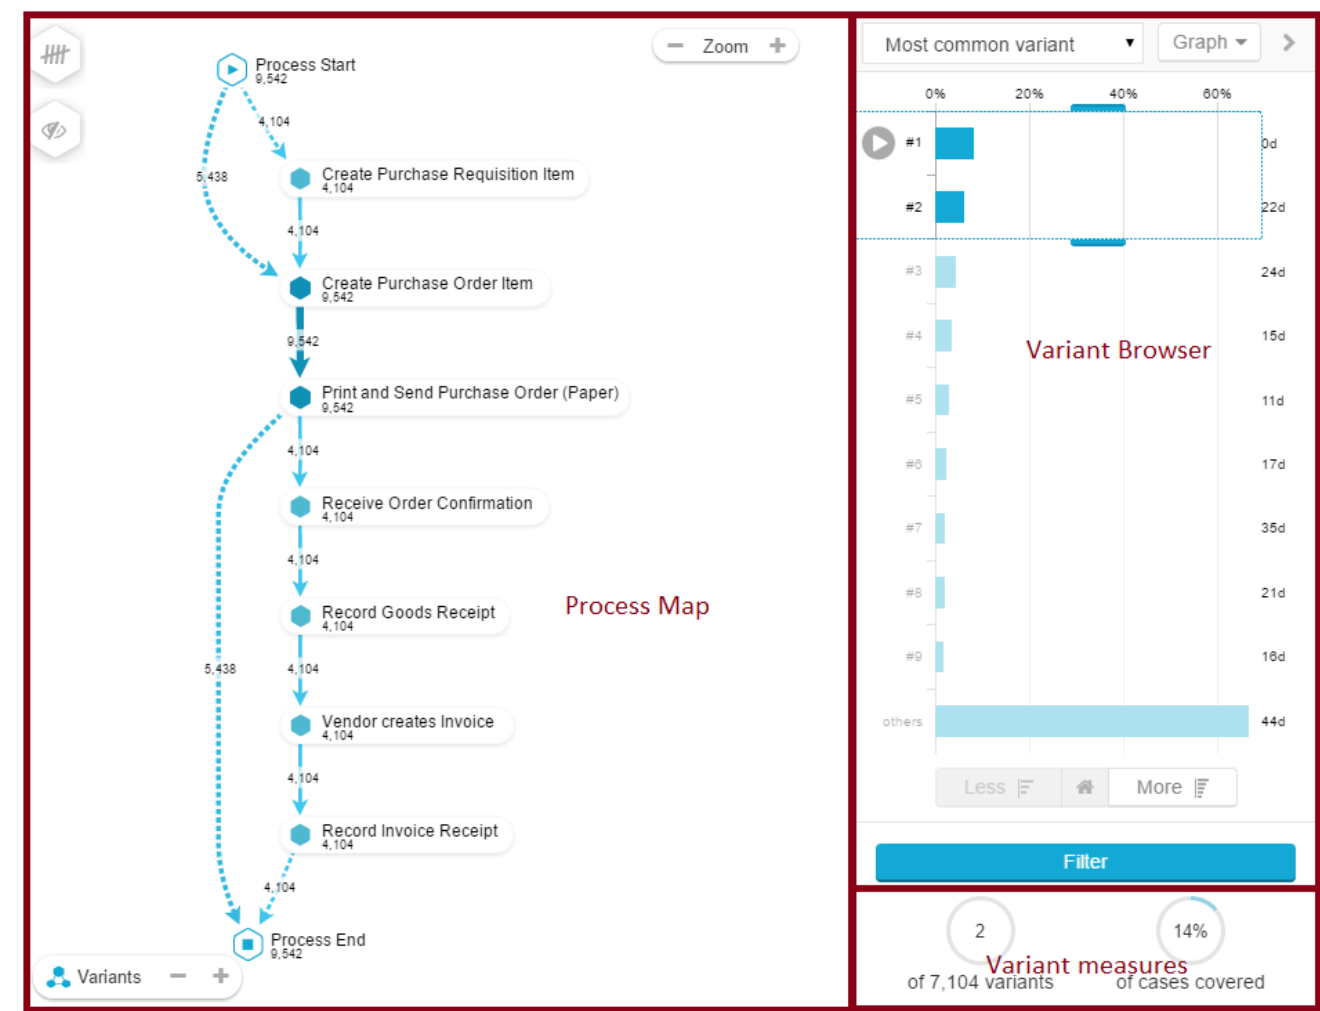 Process Start
9,542
4,104
5,438
Create Purchase Requisition Item
4,104
4,104
Create Purchase Order Item
9,542
9,542
Print and Send Purchase Order (Paper)
9,542
4,104
Receive Order Confirmation
4,104
4,104
Record Goods Receipt
4,104
5,438
4,104
Vendor creates Invoice
4,104
4,104
Record Invoice Receipt
4,104
4,104
Process End
9,542
Process Map
Zoom
Variants
Most common variant
Graph
0% 20% 40% 60%
#1 0d
#2 22d
#3 24d
#4 15d
Variant Browser
#5 11d
#6 17d
#7 35d
#8 21d
#9 16d
others 44d
Less More
Filter
2 14%
Variant measures
of 7,104 variants of cases covered